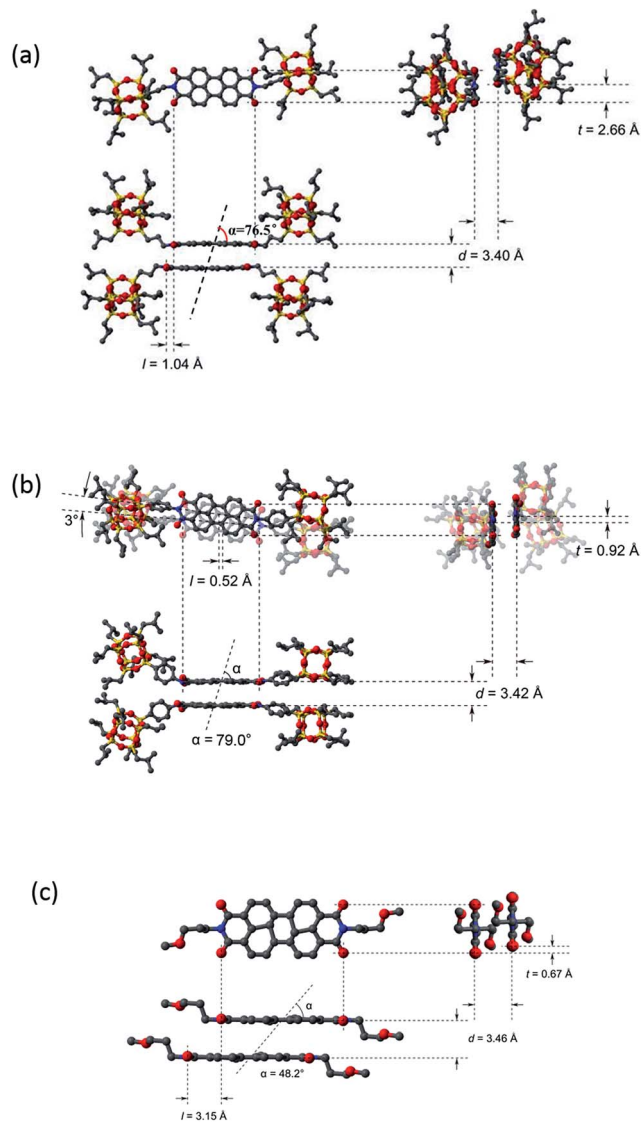 (a)
t = 2.66 Å
α=76.5°
d = 3.40 Å
l = 1.04 Å
(b)
3°
t = 0.92 Å
l = 0.52 Å
α
d = 3.42 Å
α = 79.0°
(c)
t = 0.67 Å
α
d = 3.46 Å
α = 48.2°
l = 3.15 Å